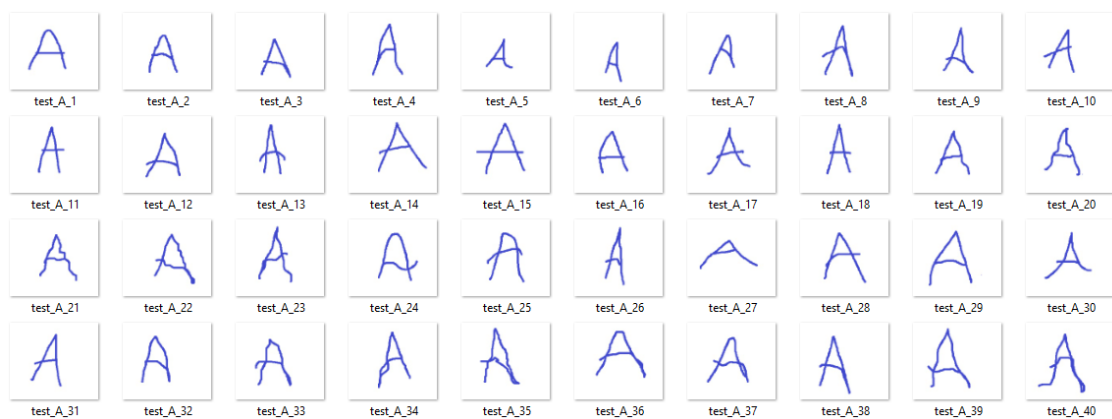 A A A A A A A A A A
test_A_1 test_A_2 test_A_3 test_A_4 test_A_5 test_A_6 test_A_7 test_A_8 test_A_9 test_A_10
A A A A A A A A A A
test_A_11 test_A_12 test_A_13 test_A_14 test_A_15 test_A_16 test_A_17 test_A_18 test_A_19 test_A_20
A A A A A A A A A A
test_A_21 test_A_22 test_A_23 test_A_24 test_A_25 test_A_26 test_A_27 test_A_28 test_A_29 test_A_30
A A A A A A A A A A
test_A_31 test_A_32 test_A_33 test_A_34 test_A_35 test_A_36 test_A_37 test_A_38 test_A_39 test_A_40